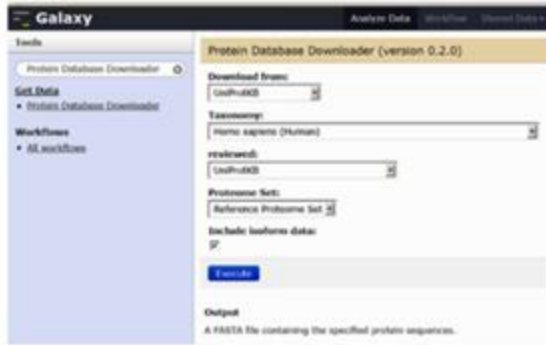 Galaxy
Analyze Data Workflow Shared Data
Tools
Protein Database Downloader
Get Data
Protein Database Downloader
Workflows
All workflows
Protein Database Downloader (version 0.2.0)
Download from:
UniProtKB
Taxonomy:
Homo sapiens (Human)
reviewed:
UniProtKB
Proteome Set:
Reference Proteome Set
Include isoform data:
Execute
Output
A FASTA file containing the specified protein sequences.